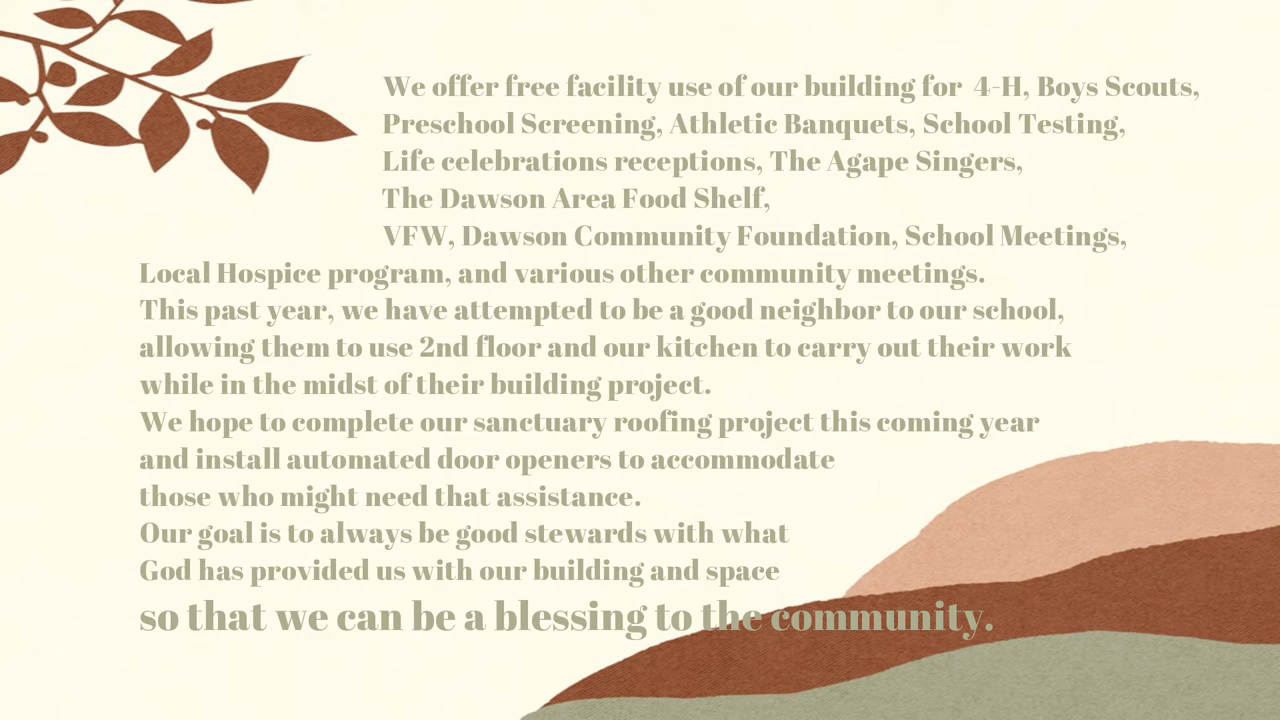 We offer free facility use of our building for 4-H, Boys Scouts,
Preschool Screening, Athletic Banquets, School Testing,
Life celebrations receptions, The Agape Singers,
The Dawson Area Food Shelf,
VFW, Dawson Community Foundation, School Meetings,
Local Hospice program, and various other community meetings.
This past year, we have attempted to be a good neighbor to our school,
allowing them to use 2nd floor and our kitchen to carry out their work
while in the midst of their building project.
We hope to complete our sanctuary roofing project this coming year
and install automated door openers to accommodate
those who might need that assistance.
Our goal is to always be good stewards with what
God has provided us with our building and space
so that we can be a blessing to the community.